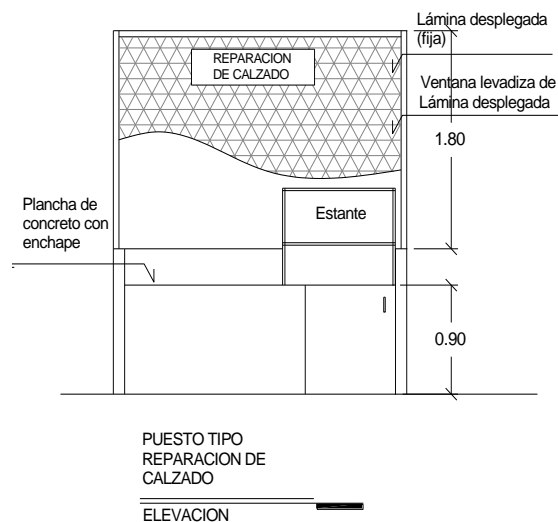 Lámina desplegada
(fija)
REPARACION
DE CALZADO
Ventana levadiza de
Lámina desplegada
1.80
Plancha de
concreto con
enchape
Estante
0.90
PUESTO TIPO
REPARACION DE
CALZADO
ELEVACION